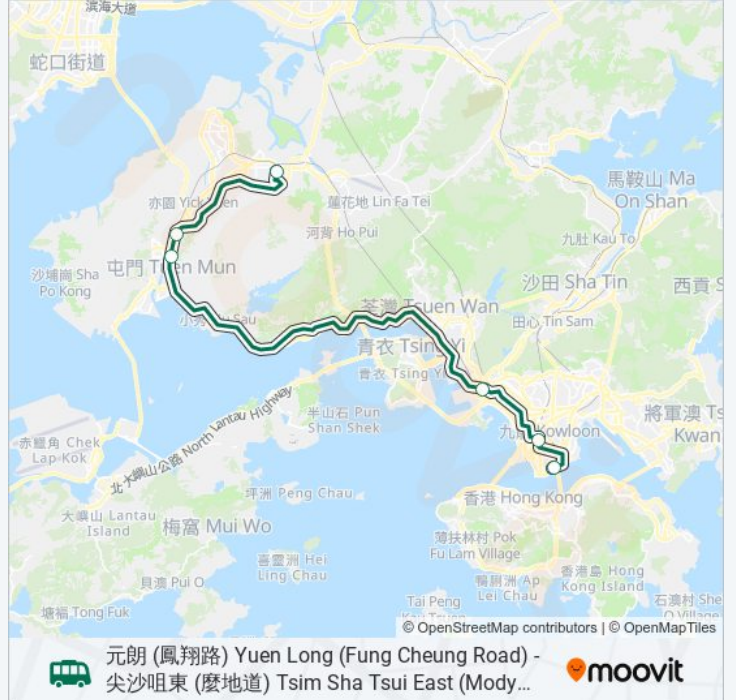 滨海大道
蛇口街道
馬鞍山 Ma
On Shan
亦園 Yick Yuen
蓮花地 Lin Fa Tei
河背 Ho Pui
九肚 Kau To
屯門 Tuen Mun
沙埔崗 Sha
Po Kong
沙田 Sha Tin
西貢 S
荃灣 Tsuen Wan
小秀 Siu Sau
田心 Tin Sam
青衣 Tsing Yi
青衣 Tsing Yi
半山石 Pun
Shan Shek
將軍澳 Ts
Kwan
九龍 Kowloon
赤鱲角 Chek
Lap Kok
北大嶼山公路 North Lantau Highway
坪洲 Peng Chau
香港 Hong Kong
大嶼山 Lantau
Island
梅窩 Mui Wo
薄扶林村 Pok
Fu Lam Village
喜靈洲 Hei
Ling Chau
鴨脷洲 Ap
Lei Chau
香港島 Hong
Kong Island
貝澳 Pui O
塘福 Tong Fuk
Tai Peng
石澳村 She
O Village
© OpenStreetMap contributors | © OpenMapTiles
元朗 (鳳翔路) Yuen Long (Fung Cheung Road) -
尖沙咀東 (麼地道) Tsim Sha Tsui East (Mody...
moovit